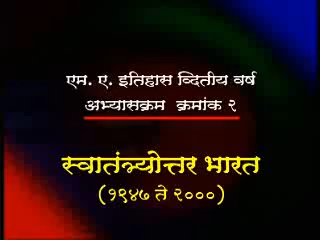 एम. ए. इतिहास व्दितीय वर्ष
अभ्यासक्रम क्रमांक २
स्वातंत्र्योत्तर भारत
(१९४७ ते २०००)